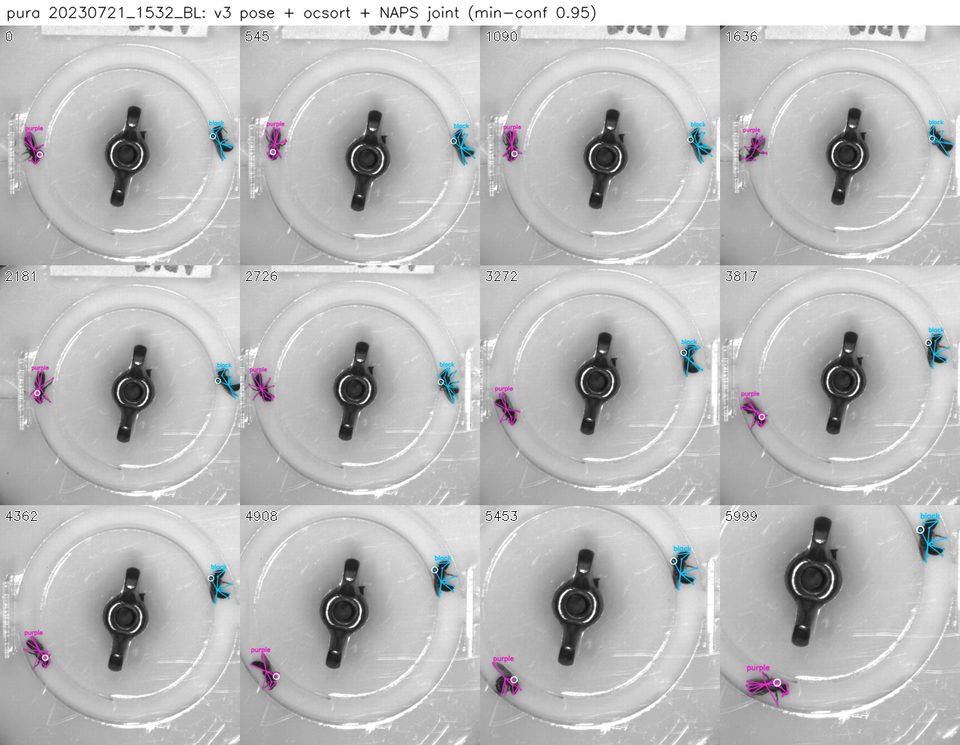 pura 20230721_1532_BL: v3 pose + ocsort + NAPS joint (min-conf 0.95)
0 545 1090 1636
purple black purple black purple black purple black
2181 2726 3272 3817
purple black purple black purple black purple black
4362 4908 5453 5999
purple black purple black purple black purple black